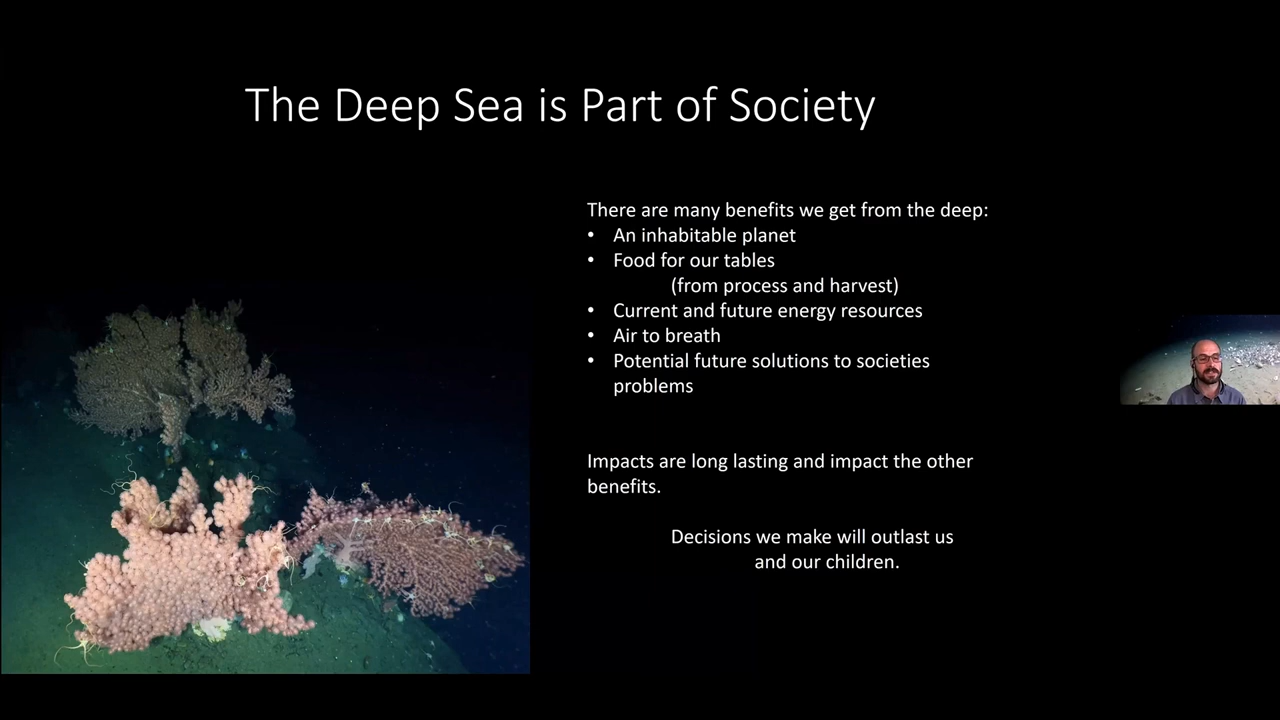 The Deep Sea is Part of Society
There are many benefits we get from the deep:
• An inhabitable planet
• Food for our tables
(from process and harvest)
• Current and future energy resources
• Air to breath
• Potential future solutions to societies
problems
Impacts are long lasting and impact the other
benefits.
Decisions we make will outlast us
and our children.